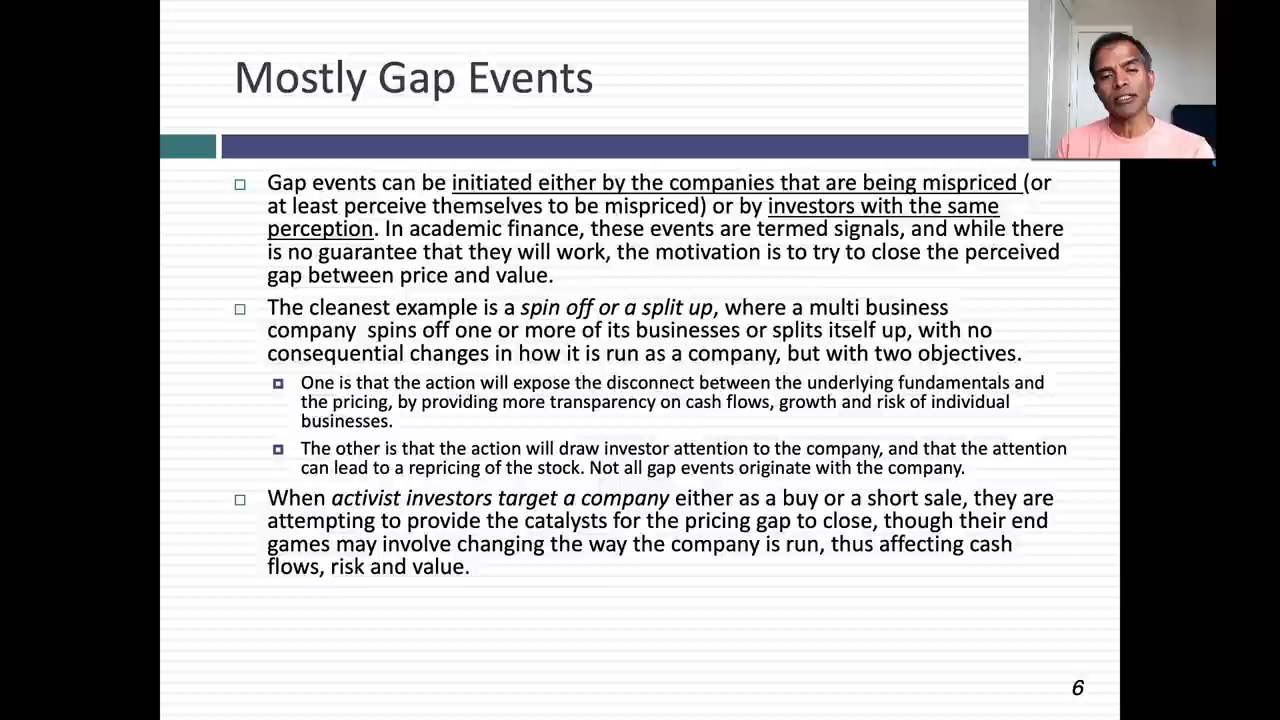 Mostly Gap Events
Gap events can be initiated either by the companies that are being mispriced (or
at least perceive themselves to be mispriced) or by investors with the same
perception. In academic finance, these events are termed signals, and while there
is no guarantee that they will work, the motivation is to try to close the perceived
gap between price and value.
The cleanest example is a spin off or a split up, where a multi business
company spins off one or more of its businesses or splits itself up, with no
consequential changes in how it is run as a company, but with two objectives.
One is that the action will expose the disconnect between the underlying fundamentals and
the pricing, by providing more transparency on cash flows, growth and risk of individual
businesses.
The other is that the action will draw investor attention to the company, and that the attention
can lead to a repricing of the stock. Not all gap events originate with the company.
When activist investors target a company either as a buy or a short sale, they are
attempting to provide the catalysts for the pricing gap to close, though their end
games may involve changing the way the company is run, thus affecting cash
flows, risk and value.
6